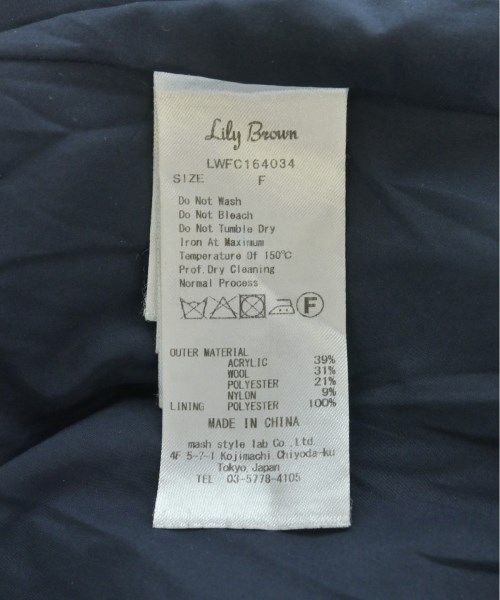 Lily Brown
LWFC164034
SIZE F
Do Not Wash
Do Not Bleach
Do Not Tumble Dry
Iron At Maximum
Temperature Of 150°C
Prof. Dry Cleaning
Normal Process
F
OUTER MATERIAL
ACRYLIC 39%
WOOL 31%
POLYESTER 21%
NYLON 9%
LINING POLYESTER 100%
MADE IN CHINA
mash style lab Co.,Ltd.
4F 5-7-1 Kojimachi Chiyoda-ku
Tokyo,Japan
TEL 03-5778-4105